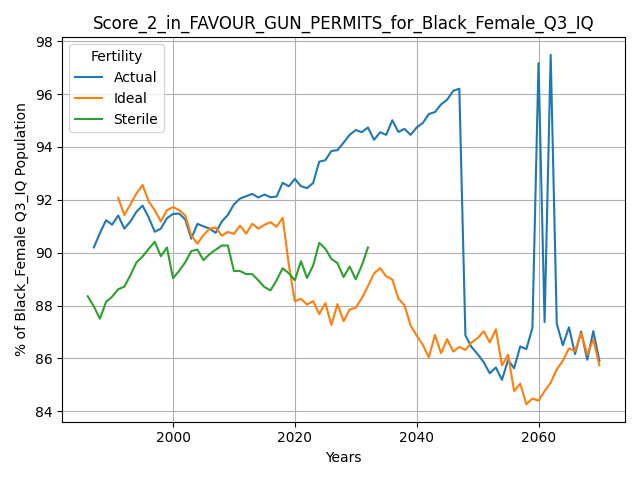 Score_2_in_FAVOUR_GUN_PERMITS_for_Black_Female_Q3_IQ
Fertility
Actual
Ideal
Sterile
% of Black_Female Q3_IQ Population
98
96
94
92
90
88
86
84
2000
2020
2040
2060
Years